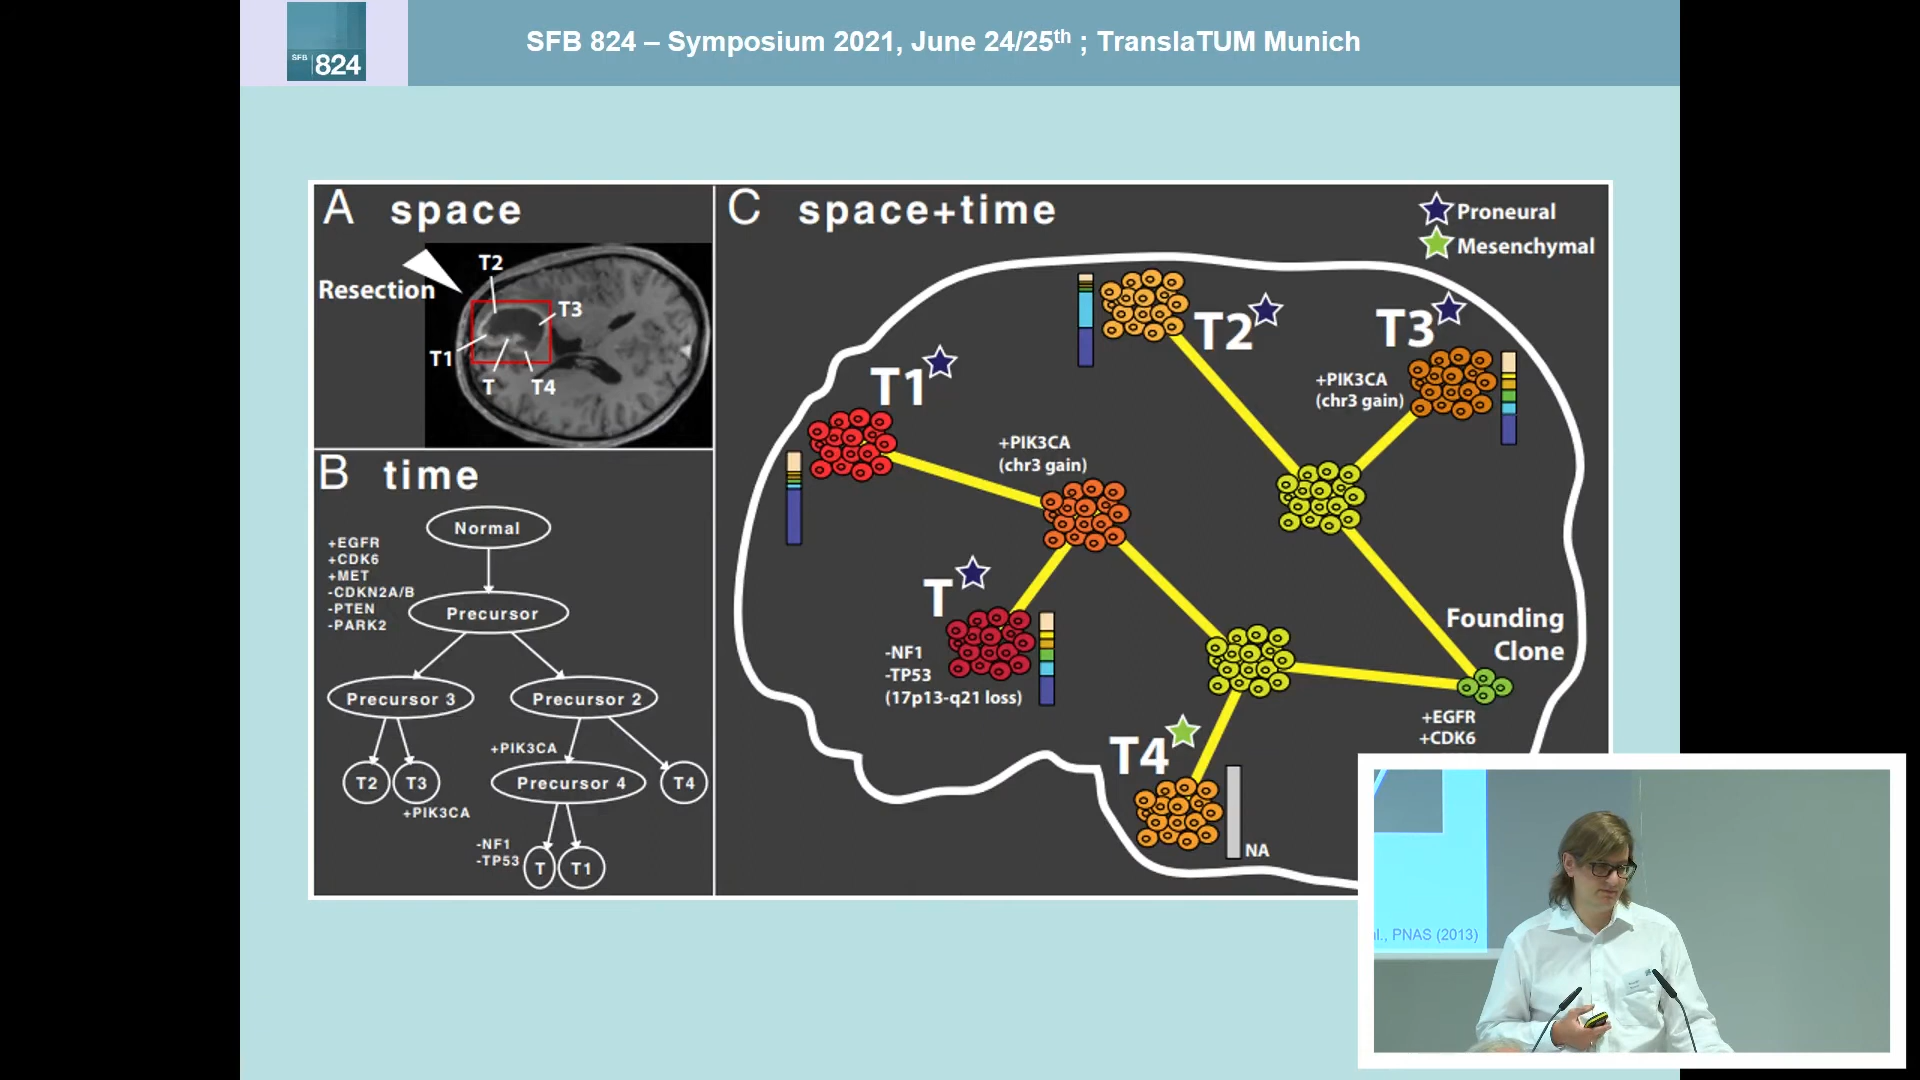 SFB 824
SFB 824 – Symposium 2021, June 24/25th ; TranslaTUM Munich
A space
Resection
T2
T3
T1
T
T4
B time
Normal
+EGFR
+CDK6
+MET
-CDKN2A/B
-PTEN
-PARK2
Precursor
Precursor 3
Precursor 2
+PIK3CA
T2
T3
Precursor 4
T4
+PIK3CA
-NF1
-TP53
T
T1
C space+time
Proneural
Mesenchymal
T2
T3
T1
+PIK3CA
(chr3 gain)
+PIK3CA
(chr3 gain)
T
-NF1
-TP53
(17p13-q21 loss)
Founding
Clone
+EGFR
+CDK6
T4
NA
al., PNAS (2013)